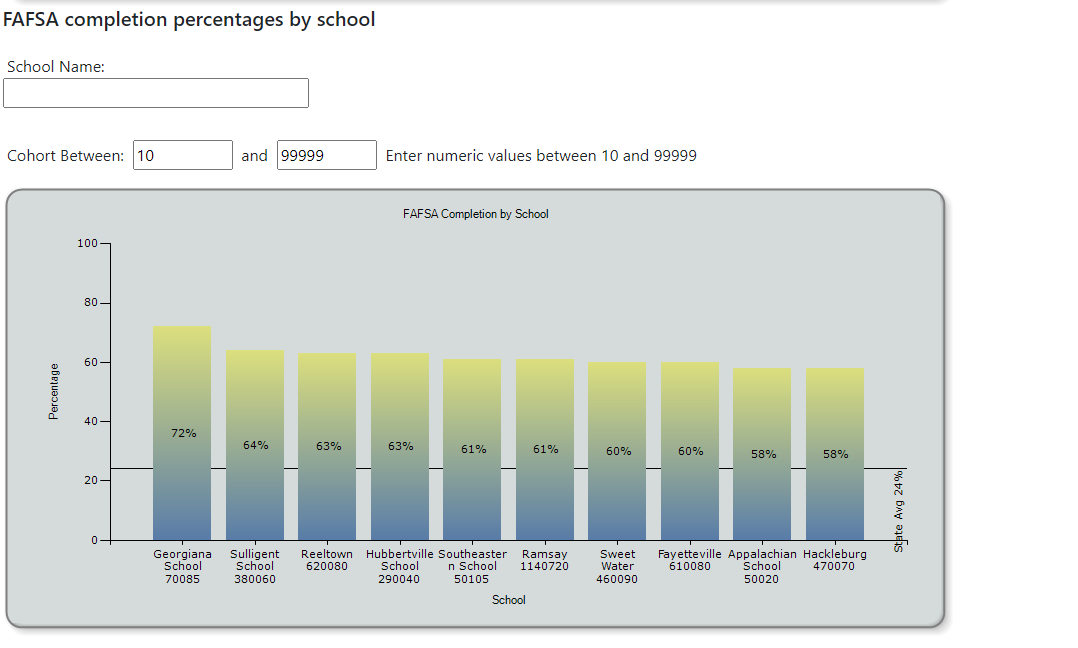 FAFSA completion percentages by school
School Name:
Cohort Between: 10 and 99999 Enter numeric values between 10 and 99999
FAFSA Completion by School
100
80
60
40
20
0
Percentage
72%
64%
63%
63%
61%
61%
60%
60%
58%
58%
State Avg 24%
Georgiana
School
70085
Sulligent
School
380060
Reeltown
620080
Hubbertville
School
290040
Southeaster
n School
50105
Ramsay
1140720
Sweet
Water
460090
Fayetteville
610080
Appalachian
School
50020
Hackleburg
470070
School